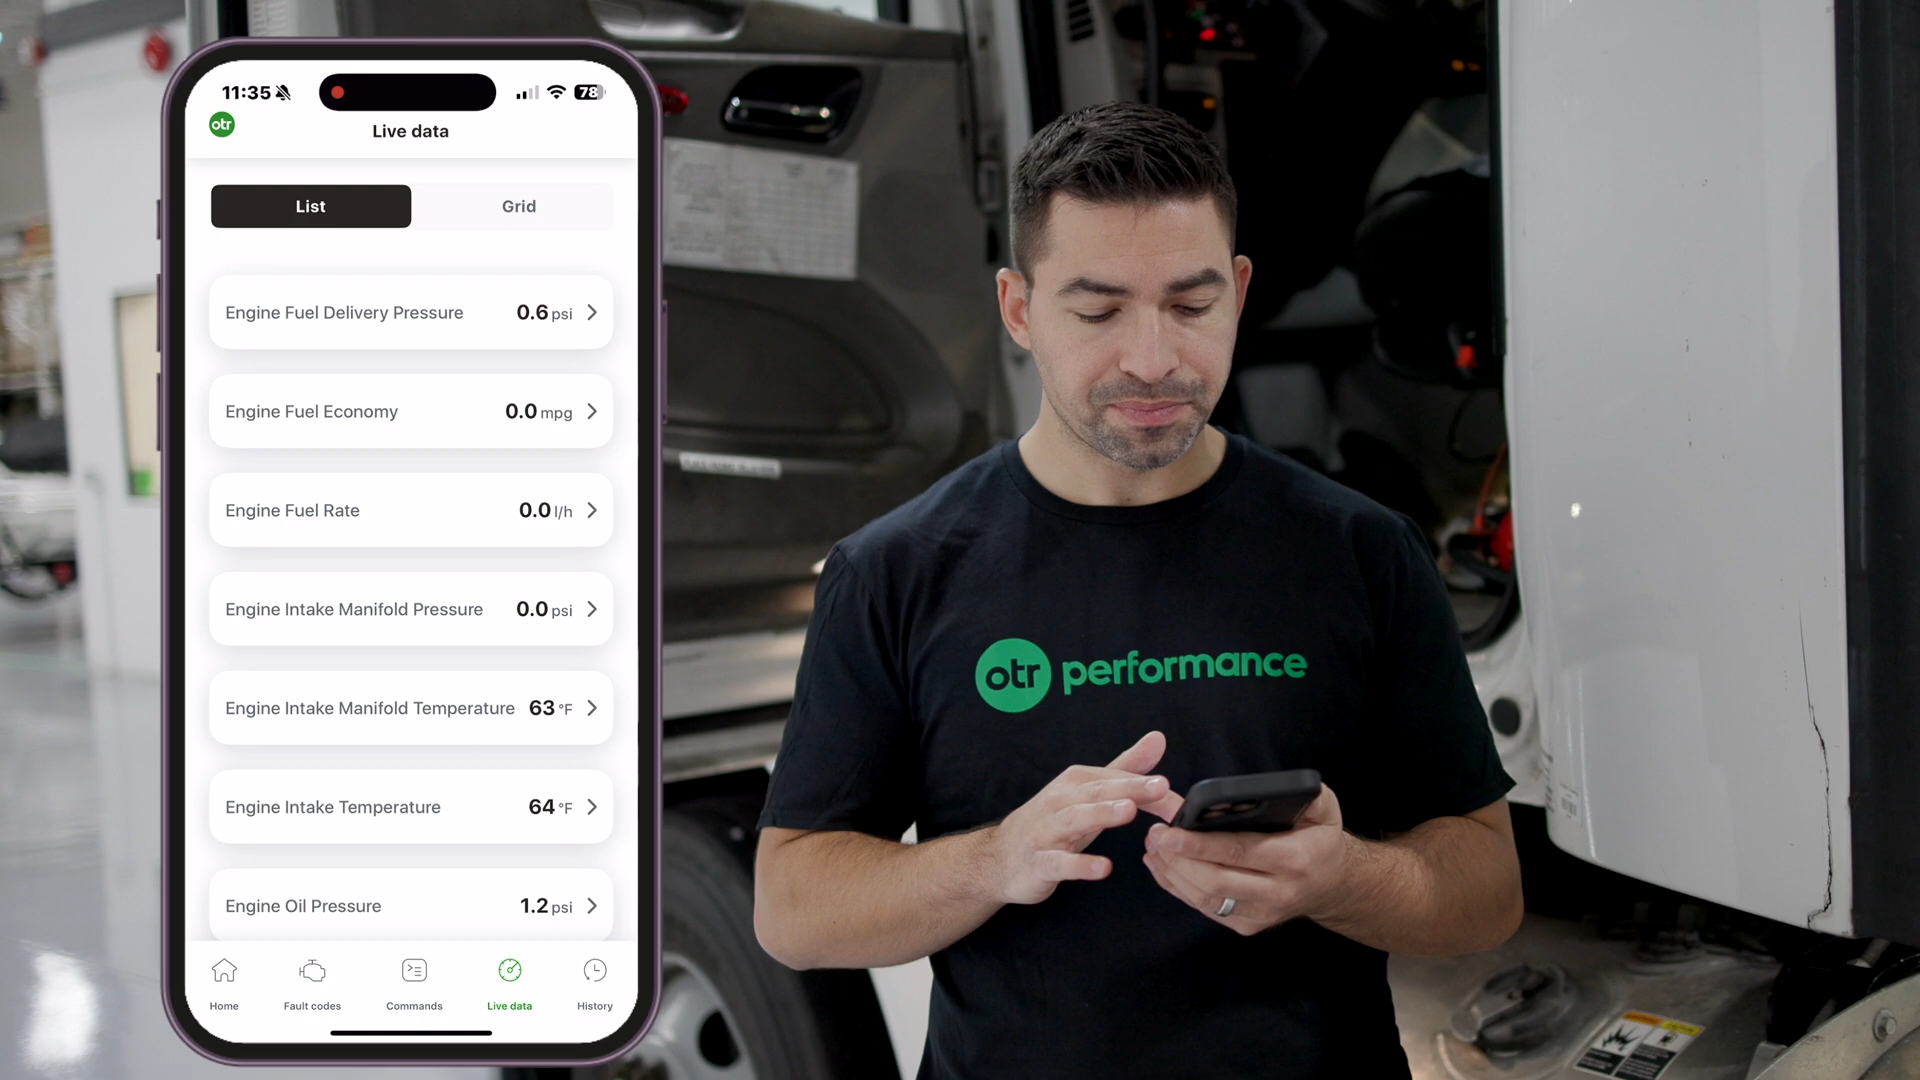 11:35
78
otr
Live data
List
Grid
Engine Fuel Delivery Pressure 0.6 psi
Engine Fuel Economy 0.0 mpg
Engine Fuel Rate 0.0 l/h
Engine Intake Manifold Pressure 0.0 psi
Engine Intake Manifold Temperature 63 °F
Engine Intake Temperature 64 °F
Engine Oil Pressure 1.2 psi
Home
Fault codes
Commands
Live data
History
otr performance